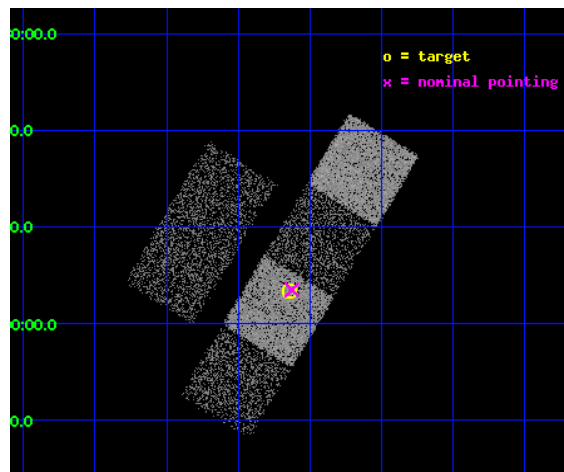 0:00.0
o = target
x = nominal pointing
0.0
0.0
0:00.0
0.0